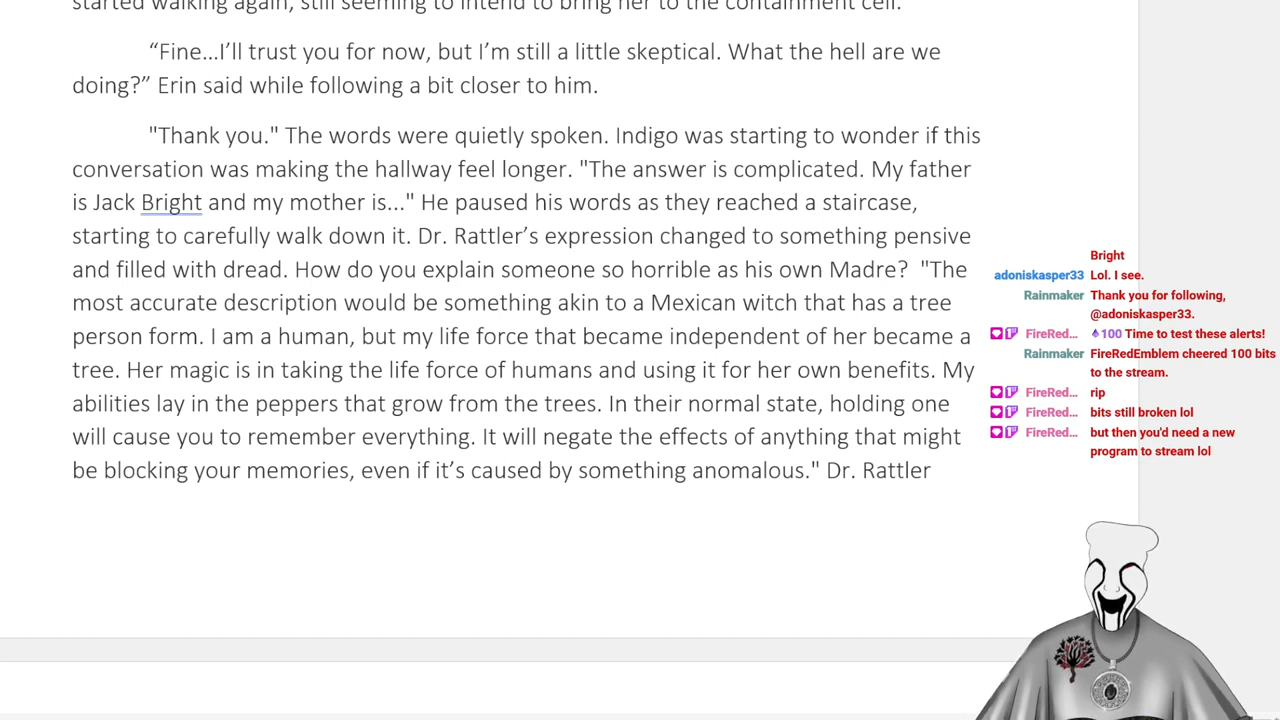 started walking again, still seeming to intend to bring her to the containment cell.
“Fine…I’ll trust you for now, but I’m still a little skeptical. What the hell are we
doing?” Erin said while following a bit closer to him.
"Thank you." The words were quietly spoken. Indigo was starting to wonder if this
conversation was making the hallway feel longer. "The answer is complicated. My father
is Jack Bright and my mother is..." He paused his words as they reached a staircase,
starting to carefully walk down it. Dr. Rattler’s expression changed to something pensive
and filled with dread. How do you explain someone so horrible as his own Madre?  "The
most accurate description would be something akin to a Mexican witch that has a tree
person form. I am a human, but my life force that became independent of her became a
tree. Her magic is in taking the life force of humans and using it for her own benefits. My
abilities lay in the peppers that grow from the trees. In their normal state, holding one
will cause you to remember everything. It will negate the effects of anything that might
be blocking your memories, even if it’s caused by something anomalous." Dr. Rattler
Bright
adoniskasper33 Lol. I see.
Rainmaker Thank you for following,
@adoniskasper33.
FireRed... 100 Time to test these alerts!
Rainmaker FireRedEmblem cheered 100 bits
to the stream.
FireRed... rip
FireRed... bits still broken lol
FireRed... but then you'd need a new
program to stream lol